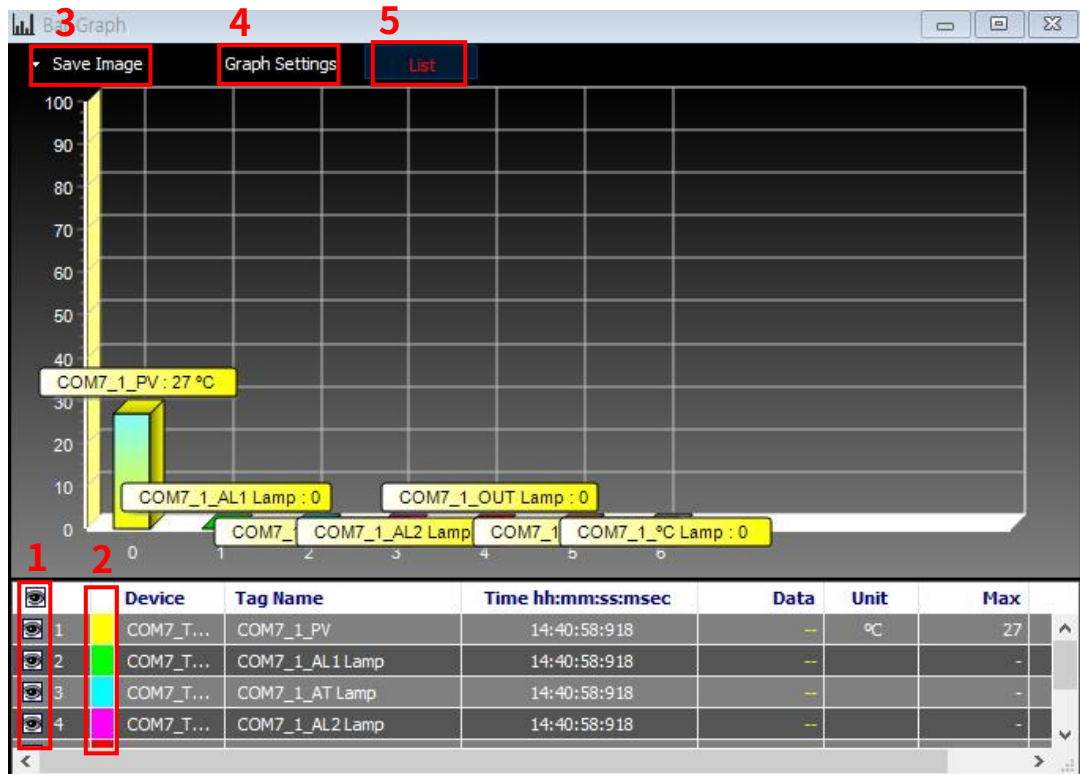 Bar Graph
3 4 5
Save Image Graph Settings List
100
90
80
70
60
50
40
COM7_1_PV : 27 ºC
30
20
10
COM7_1_AL1 Lamp : 0 COM7_1_OUT Lamp : 0
0
COM7_ COM7_1_AL2 Lamp COM7_1 COM7_1_ºC Lamp : 0
0 1 2 3 4 5 6
1 2
Device Tag Name Time hh:mm:ss:msec Data Unit Max
1 COM7_T... COM7_1_PV 14:40:58:918 -- ºC 27
2 COM7_T... COM7_1_AL1 Lamp 14:40:58:918 -- -
3 COM7_T... COM7_1_AT Lamp 14:40:58:918 -- -
4 COM7_T... COM7_1_AL2 Lamp 14:40:58:918 -- -